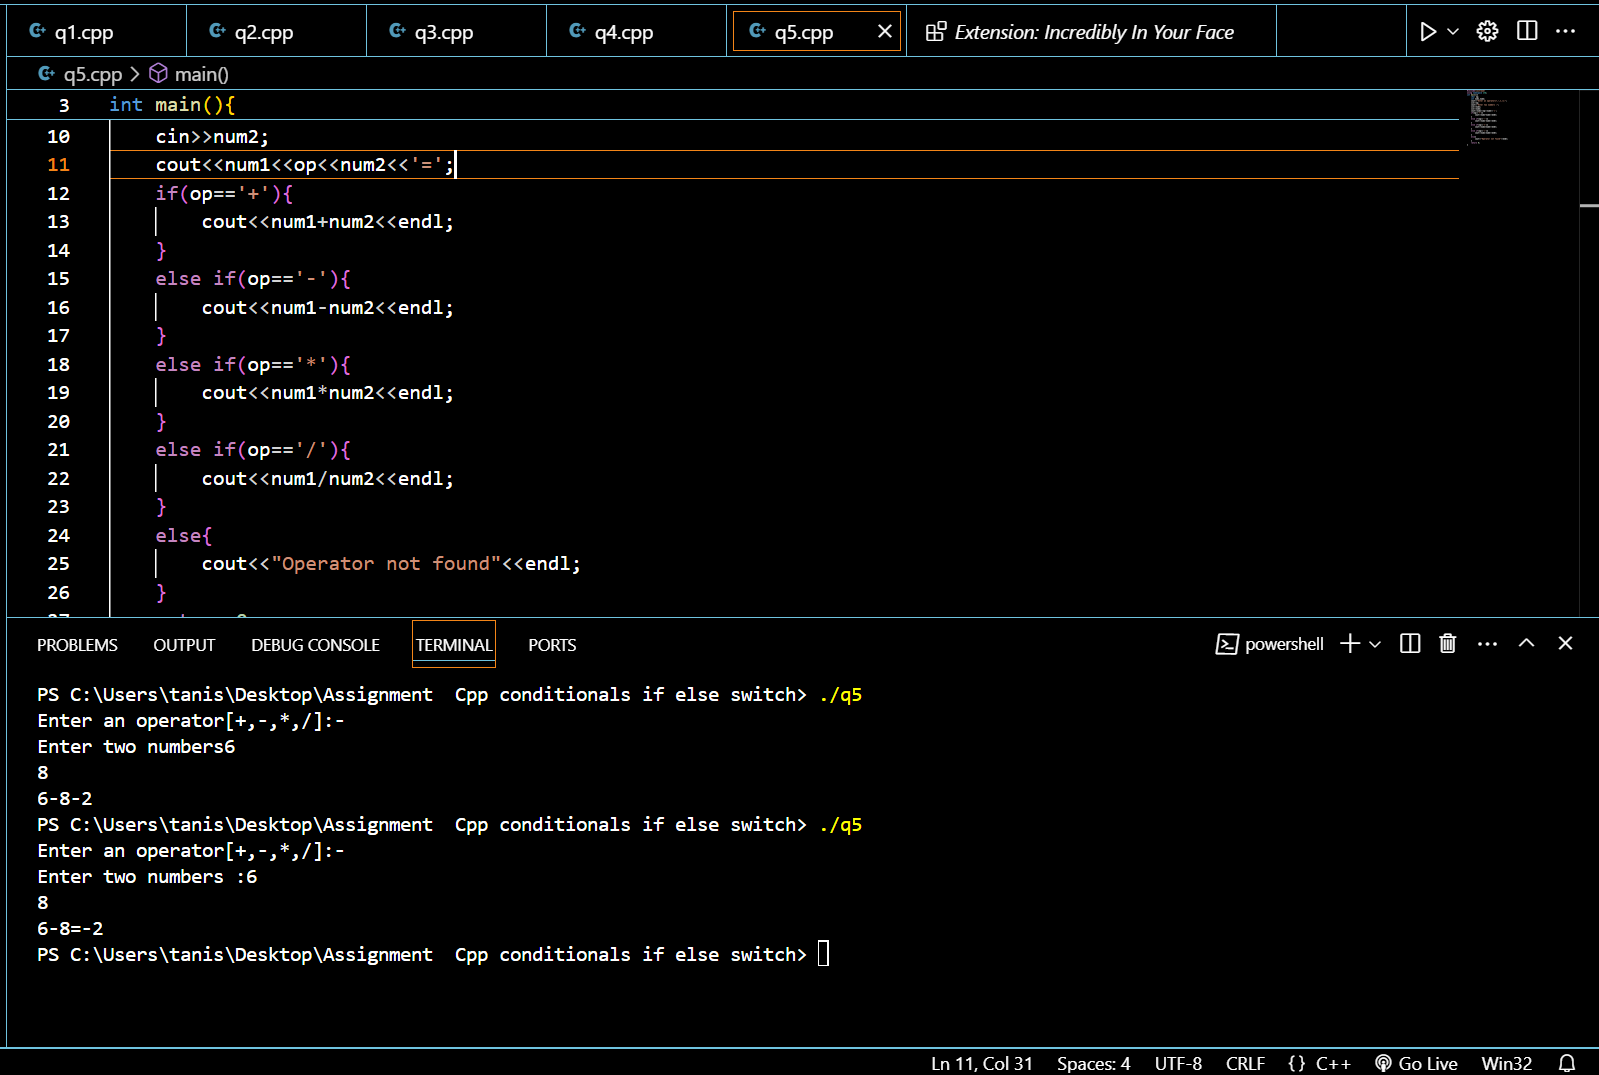 q1.cpp q2.cpp q3.cpp q4.cpp q5.cpp Extension: Incredibly In Your Face
q5.cpp > main()
3 int main(){
10 cin>>num2;
11 cout<<num1<<op<<num2<<'=';
12 if(op=='+'){
13 cout<<num1+num2<<endl;
14 }
15 else if(op=='-'){
16 cout<<num1-num2<<endl;
17 }
18 else if(op=='*'){
19 cout<<num1*num2<<endl;
20 }
21 else if(op=='/'){
22 cout<<num1/num2<<endl;
23 }
24 else{
25 cout<<"Operator not found"<<endl;
26 }
PROBLEMS OUTPUT DEBUG CONSOLE TERMINAL PORTS powershell
PS C:\Users\tanis\Desktop\Assignment  Cpp conditionals if else switch> ./q5
Enter an operator[+,-,*,/]:-
Enter two numbers6
8
6-8-2
PS C:\Users\tanis\Desktop\Assignment  Cpp conditionals if else switch> ./q5
Enter an operator[+,-,*,/]:-
Enter two numbers :6
8
6-8=-2
PS C:\Users\tanis\Desktop\Assignment  Cpp conditionals if else switch>
Ln 11, Col 31 Spaces: 4 UTF-8 CRLF {} C++ Go Live Win32